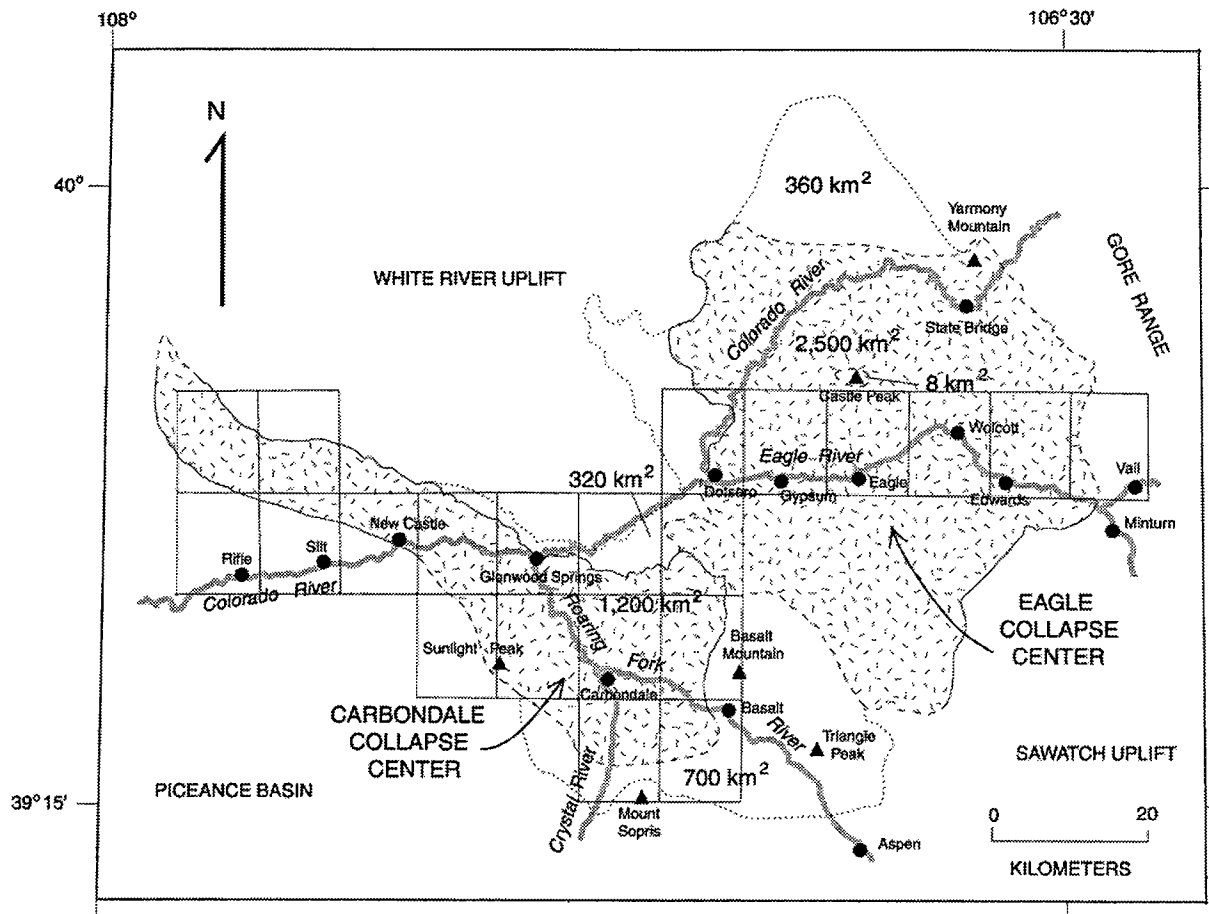 108°
106°30'
N
40°
360 km²
Yarmony
Mountain
GORE RANGE
WHITE RIVER UPLIFT
Colorado River
State Bridge
2,500 km²
8 km²
Castle Peak
Wolcott
Eagle River
Vail
320 km²
Dotsero
Gypsum
Eagle
Edwards
New Castle
Minturn
Silt
Rifle
Glenwood Springs
Colorado River
1,200 km²
Roaring Fork River
EAGLE
COLLAPSE
CENTER
Sunlight Peak
Basalt
Mountain
Carbondale
CARBONDALE
COLLAPSE
CENTER
Basalt
Triangle
Peak
SAWATCH UPLIFT
700 km²
PICEANCE BASIN
39°15'
Crystal River
Mount
Sopris
0 20
KILOMETERS
Aspen